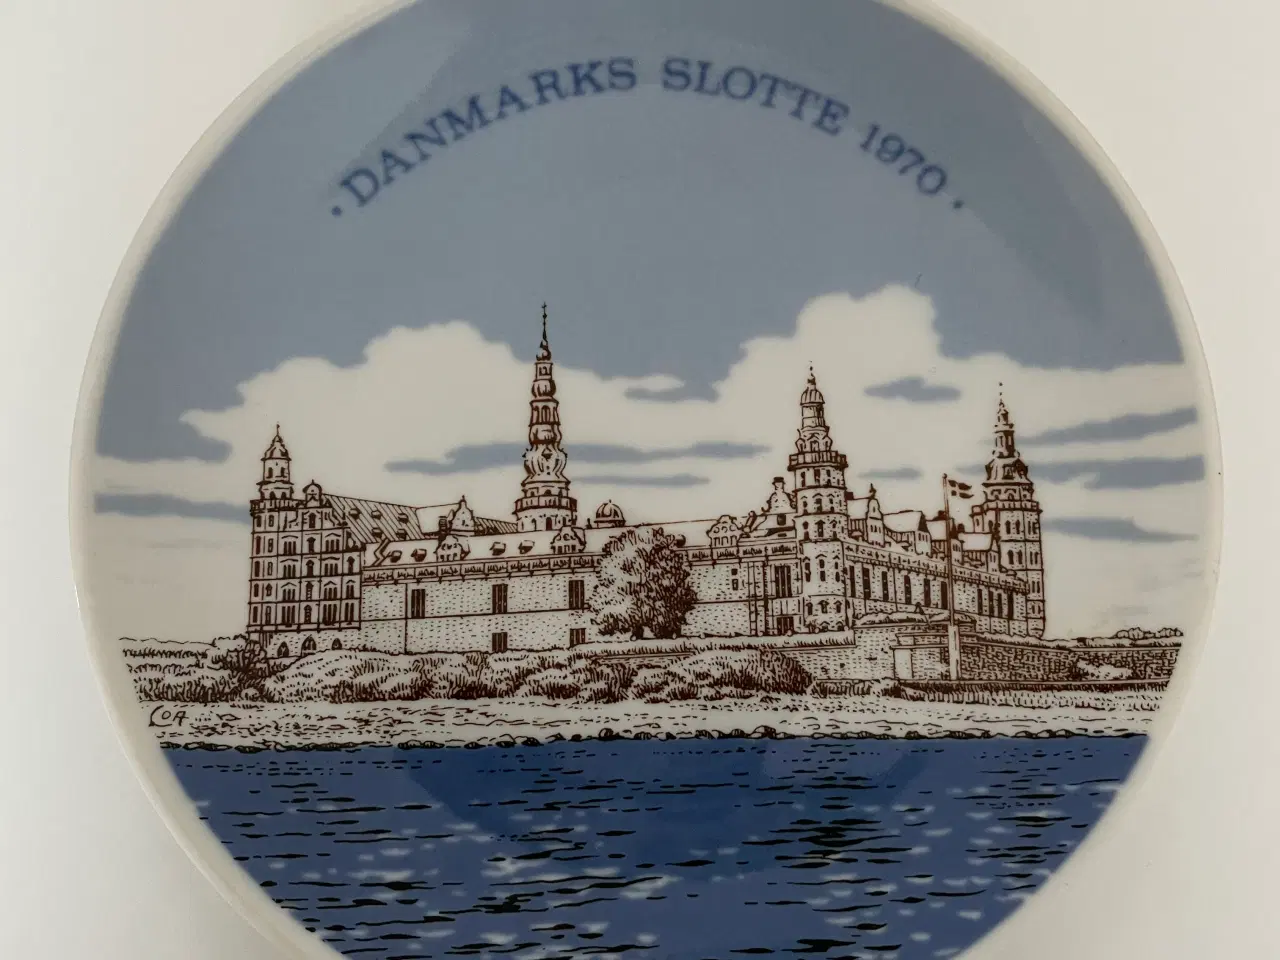 · DANMARKS SLOTTE 1970 ·